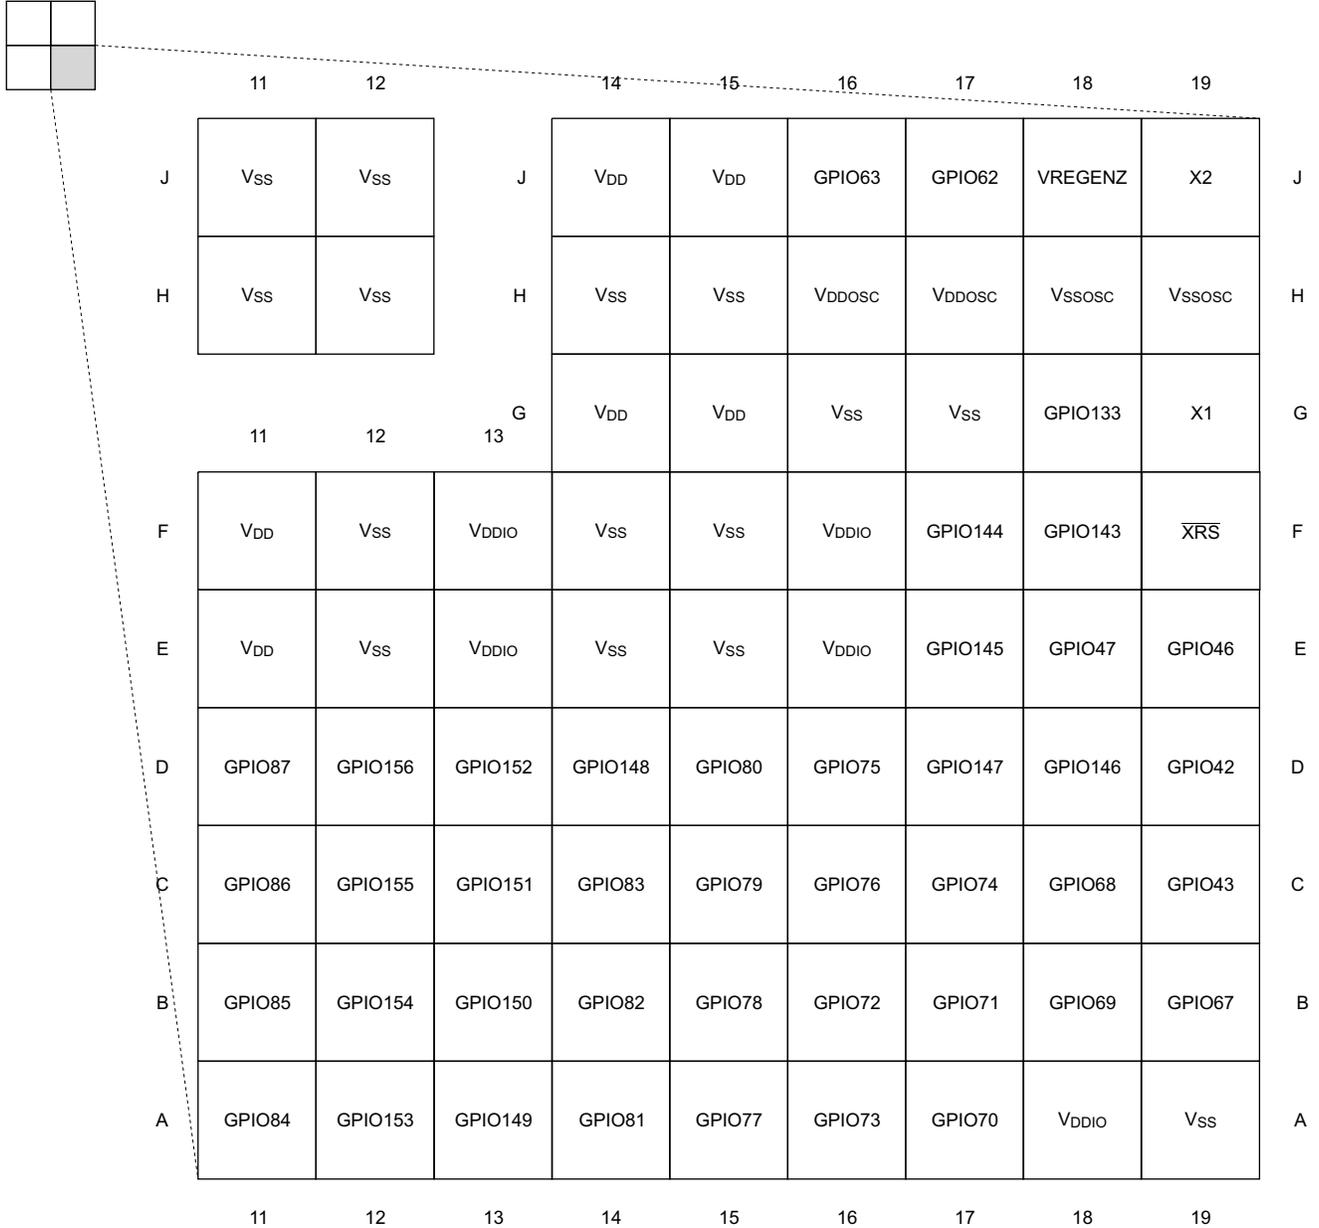 11 12 14 15 16 17 18 19
J VSS VSS J VDD VDD GPIO63 GPIO62 VREGENZ X2 J
H VSS VSS H VSS VSS VDDOSC VDDOSC VSSOSC VSSOSC H
G VDD VDD VSS VSS GPIO133 X1 G
11 12 13
F VDD VSS VDDIO VSS VSS VDDIO GPIO144 GPIO143 XRS F
E VDD VSS VDDIO VSS VSS VDDIO GPIO145 GPIO47 GPIO46 E
D GPIO87 GPIO156 GPIO152 GPIO148 GPIO80 GPIO75 GPIO147 GPIO146 GPIO42 D
C GPIO86 GPIO155 GPIO151 GPIO83 GPIO79 GPIO76 GPIO74 GPIO68 GPIO43 C
B GPIO85 GPIO154 GPIO150 GPIO82 GPIO78 GPIO72 GPIO71 GPIO69 GPIO67 B
A GPIO84 GPIO153 GPIO149 GPIO81 GPIO77 GPIO73 GPIO70 VDDIO VSS A
11 12 13 14 15 16 17 18 19